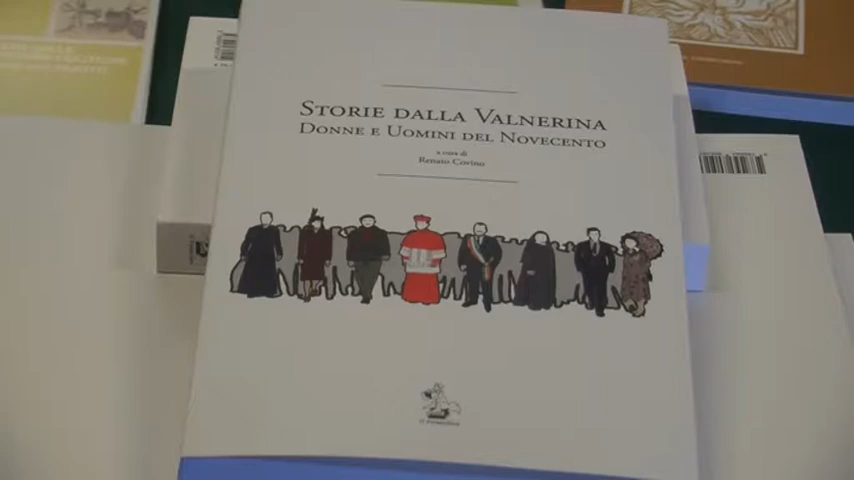 STORIE DALLA VALNERINA
DONNE E UOMINI DEL NOVECENTO
a cura di
Renato Covino